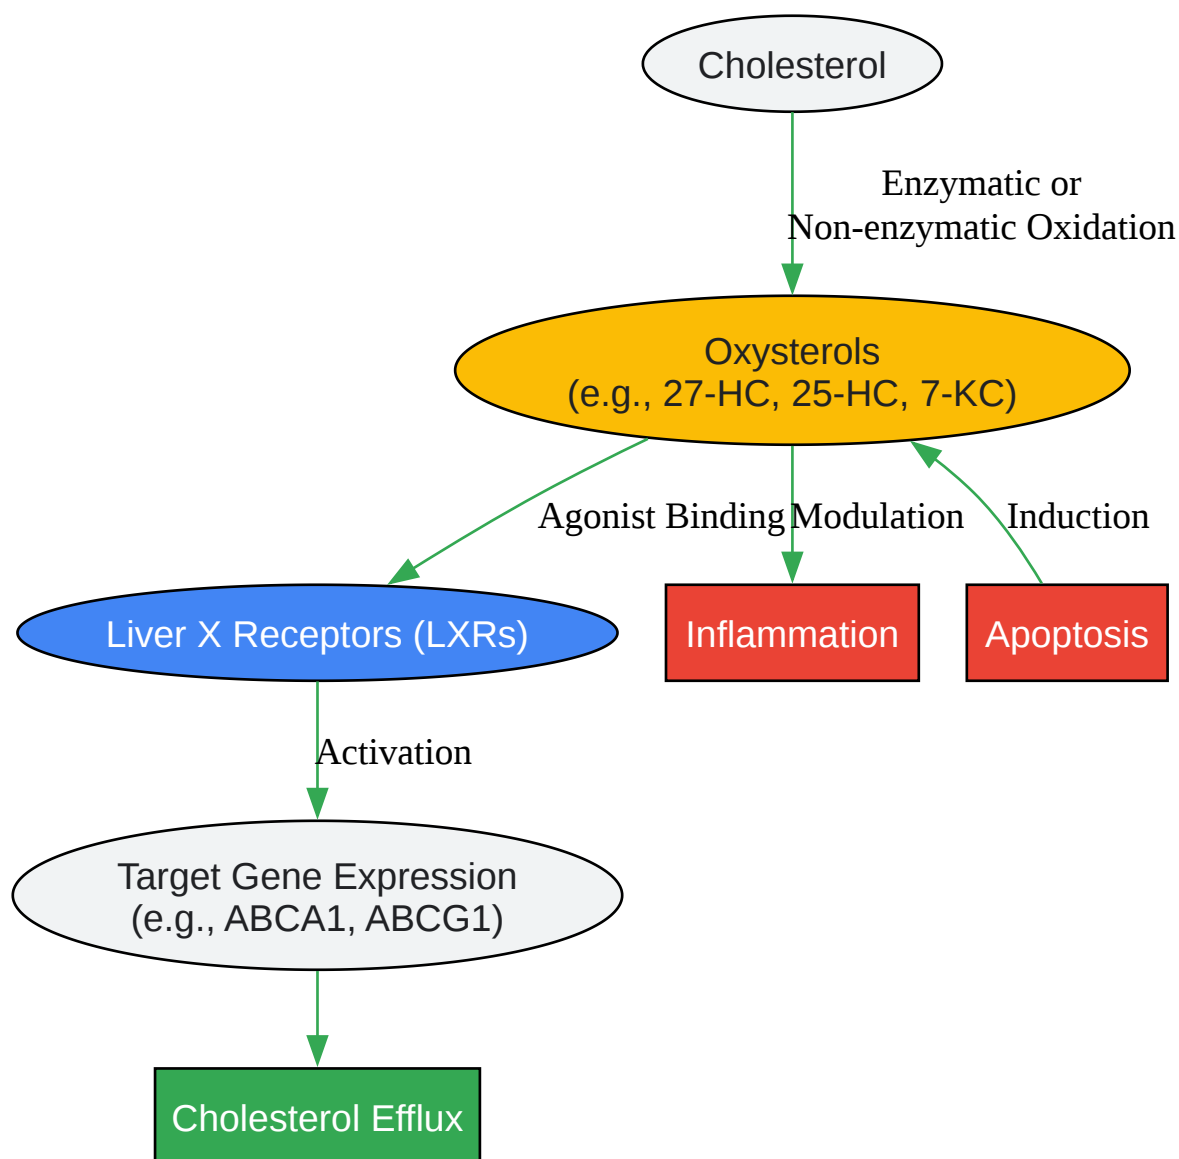 Cholesterol
Enzymatic or
Non-enzymatic Oxidation
Oxysterols
(e.g., 27-HC, 25-HC, 7-KC)
Agonist Binding
Modulation
Induction
Liver X Receptors (LXRs)
Inflammation
Apoptosis
Activation
Target Gene Expression
(e.g., ABCA1, ABCG1)
Cholesterol Efflux